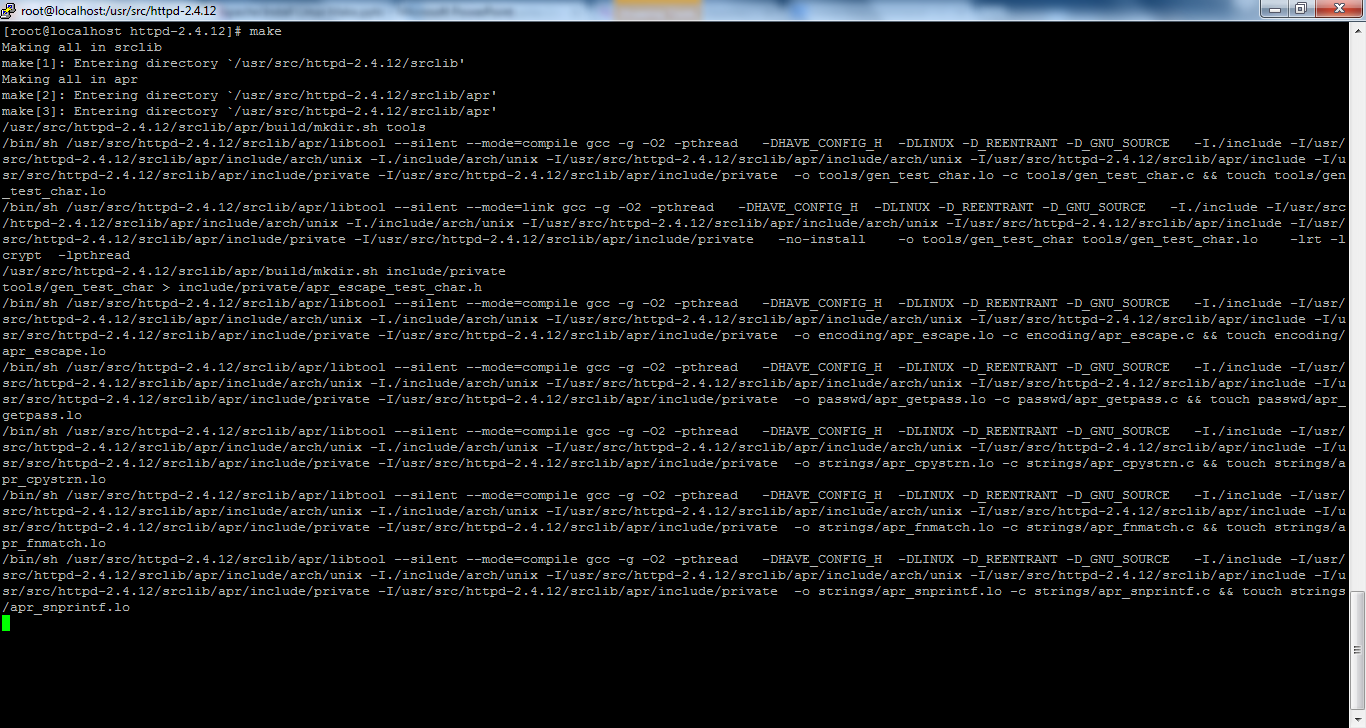 root@localhost:/usr/src/httpd-2.4.12
[root@localhost httpd-2.4.12]# make
Making all in srclib
make[1]: Entering directory `/usr/src/httpd-2.4.12/srclib'
Making all in apr
make[2]: Entering directory `/usr/src/httpd-2.4.12/srclib/apr'
make[3]: Entering directory `/usr/src/httpd-2.4.12/srclib/apr'
/usr/src/httpd-2.4.12/srclib/apr/build/mkdir.sh tools
/bin/sh /usr/src/httpd-2.4.12/srclib/apr/libtool --silent --mode=compile gcc -g -O2 -pthread   -DHAVE_CONFIG_H  -DLINUX -D_REENTRANT -D_GNU_SOURCE   -I./include -I/usr/
src/httpd-2.4.12/srclib/apr/include/arch/unix -I./include/arch/unix -I/usr/src/httpd-2.4.12/srclib/apr/include/arch/unix -I/usr/src/httpd-2.4.12/srclib/apr/include -I/u
sr/src/httpd-2.4.12/srclib/apr/include/private -I/usr/src/httpd-2.4.12/srclib/apr/include/private  -o tools/gen_test_char.lo -c tools/gen_test_char.c && touch tools/gen
_test_char.lo
/bin/sh /usr/src/httpd-2.4.12/srclib/apr/libtool --silent --mode=link gcc -g -O2 -pthread   -DHAVE_CONFIG_H  -DLINUX -D_REENTRANT -D_GNU_SOURCE   -I./include -I/usr/src
/httpd-2.4.12/srclib/apr/include/arch/unix -I./include/arch/unix -I/usr/src/httpd-2.4.12/srclib/apr/include/arch/unix -I/usr/src/httpd-2.4.12/srclib/apr/include -I/usr/
src/httpd-2.4.12/srclib/apr/include/private -I/usr/src/httpd-2.4.12/srclib/apr/include/private   -no-install    -o tools/gen_test_char tools/gen_test_char.lo    -lrt -l
crypt  -lpthread
/usr/src/httpd-2.4.12/srclib/apr/build/mkdir.sh include/private
tools/gen_test_char > include/private/apr_escape_test_char.h
/bin/sh /usr/src/httpd-2.4.12/srclib/apr/libtool --silent --mode=compile gcc -g -O2 -pthread   -DHAVE_CONFIG_H  -DLINUX -D_REENTRANT -D_GNU_SOURCE   -I./include -I/usr/
src/httpd-2.4.12/srclib/apr/include/arch/unix -I./include/arch/unix -I/usr/src/httpd-2.4.12/srclib/apr/include/arch/unix -I/usr/src/httpd-2.4.12/srclib/apr/include -I/u
sr/src/httpd-2.4.12/srclib/apr/include/private -I/usr/src/httpd-2.4.12/srclib/apr/include/private  -o encoding/apr_escape.lo -c encoding/apr_escape.c && touch encoding/
apr_escape.lo
/bin/sh /usr/src/httpd-2.4.12/srclib/apr/libtool --silent --mode=compile gcc -g -O2 -pthread   -DHAVE_CONFIG_H  -DLINUX -D_REENTRANT -D_GNU_SOURCE   -I./include -I/usr/
src/httpd-2.4.12/srclib/apr/include/arch/unix -I./include/arch/unix -I/usr/src/httpd-2.4.12/srclib/apr/include/arch/unix -I/usr/src/httpd-2.4.12/srclib/apr/include -I/u
sr/src/httpd-2.4.12/srclib/apr/include/private -I/usr/src/httpd-2.4.12/srclib/apr/include/private  -o passwd/apr_getpass.lo -c passwd/apr_getpass.c && touch passwd/apr_
getpass.lo
/bin/sh /usr/src/httpd-2.4.12/srclib/apr/libtool --silent --mode=compile gcc -g -O2 -pthread   -DHAVE_CONFIG_H  -DLINUX -D_REENTRANT -D_GNU_SOURCE   -I./include -I/usr/
src/httpd-2.4.12/srclib/apr/include/arch/unix -I./include/arch/unix -I/usr/src/httpd-2.4.12/srclib/apr/include/arch/unix -I/usr/src/httpd-2.4.12/srclib/apr/include -I/u
sr/src/httpd-2.4.12/srclib/apr/include/private -I/usr/src/httpd-2.4.12/srclib/apr/include/private  -o strings/apr_cpystrn.lo -c strings/apr_cpystrn.c && touch strings/a
pr_cpystrn.lo
/bin/sh /usr/src/httpd-2.4.12/srclib/apr/libtool --silent --mode=compile gcc -g -O2 -pthread   -DHAVE_CONFIG_H  -DLINUX -D_REENTRANT -D_GNU_SOURCE   -I./include -I/usr/
src/httpd-2.4.12/srclib/apr/include/arch/unix -I./include/arch/unix -I/usr/src/httpd-2.4.12/srclib/apr/include/arch/unix -I/usr/src/httpd-2.4.12/srclib/apr/include -I/u
sr/src/httpd-2.4.12/srclib/apr/include/private -I/usr/src/httpd-2.4.12/srclib/apr/include/private  -o strings/apr_fnmatch.lo -c strings/apr_fnmatch.c && touch strings/a
pr_fnmatch.lo
/bin/sh /usr/src/httpd-2.4.12/srclib/apr/libtool --silent --mode=compile gcc -g -O2 -pthread   -DHAVE_CONFIG_H  -DLINUX -D_REENTRANT -D_GNU_SOURCE   -I./include -I/usr/
src/httpd-2.4.12/srclib/apr/include/arch/unix -I./include/arch/unix -I/usr/src/httpd-2.4.12/srclib/apr/include/arch/unix -I/usr/src/httpd-2.4.12/srclib/apr/include -I/u
sr/src/httpd-2.4.12/srclib/apr/include/private -I/usr/src/httpd-2.4.12/srclib/apr/include/private  -o strings/apr_snprintf.lo -c strings/apr_snprintf.c && touch strings
/apr_snprintf.lo